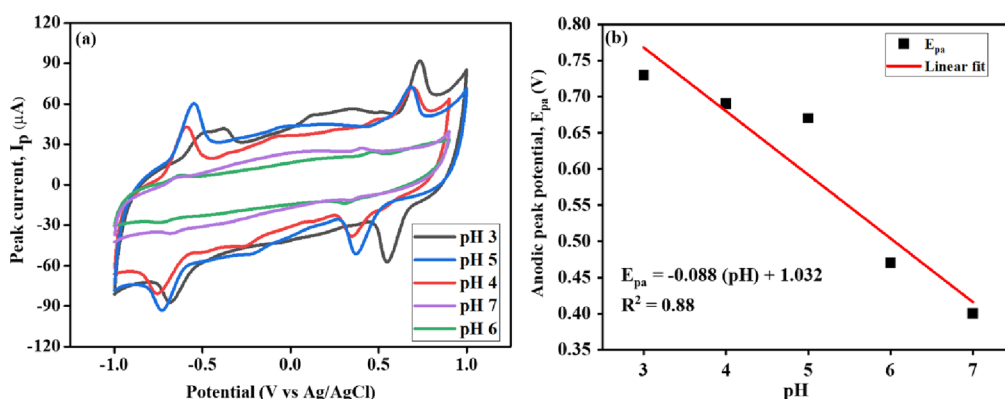 (a)
120
90
60
30
0
-30
-60
-90
-120
Peak current, Iₚ (μA)
-1.0
-0.5
0.0
0.5
1.0
Potential (V vs Ag/AgCl)
pH 3
pH 5
pH 4
pH 7
pH 6
(b)
0.80
0.75
0.70
0.65
0.60
0.55
0.50
0.45
0.40
0.35
Anodic peak potential, Epa (V)
Epa
Linear fit
Epa = -0.088 (pH) + 1.032
R² = 0.88
3
4
5
6
7
pH